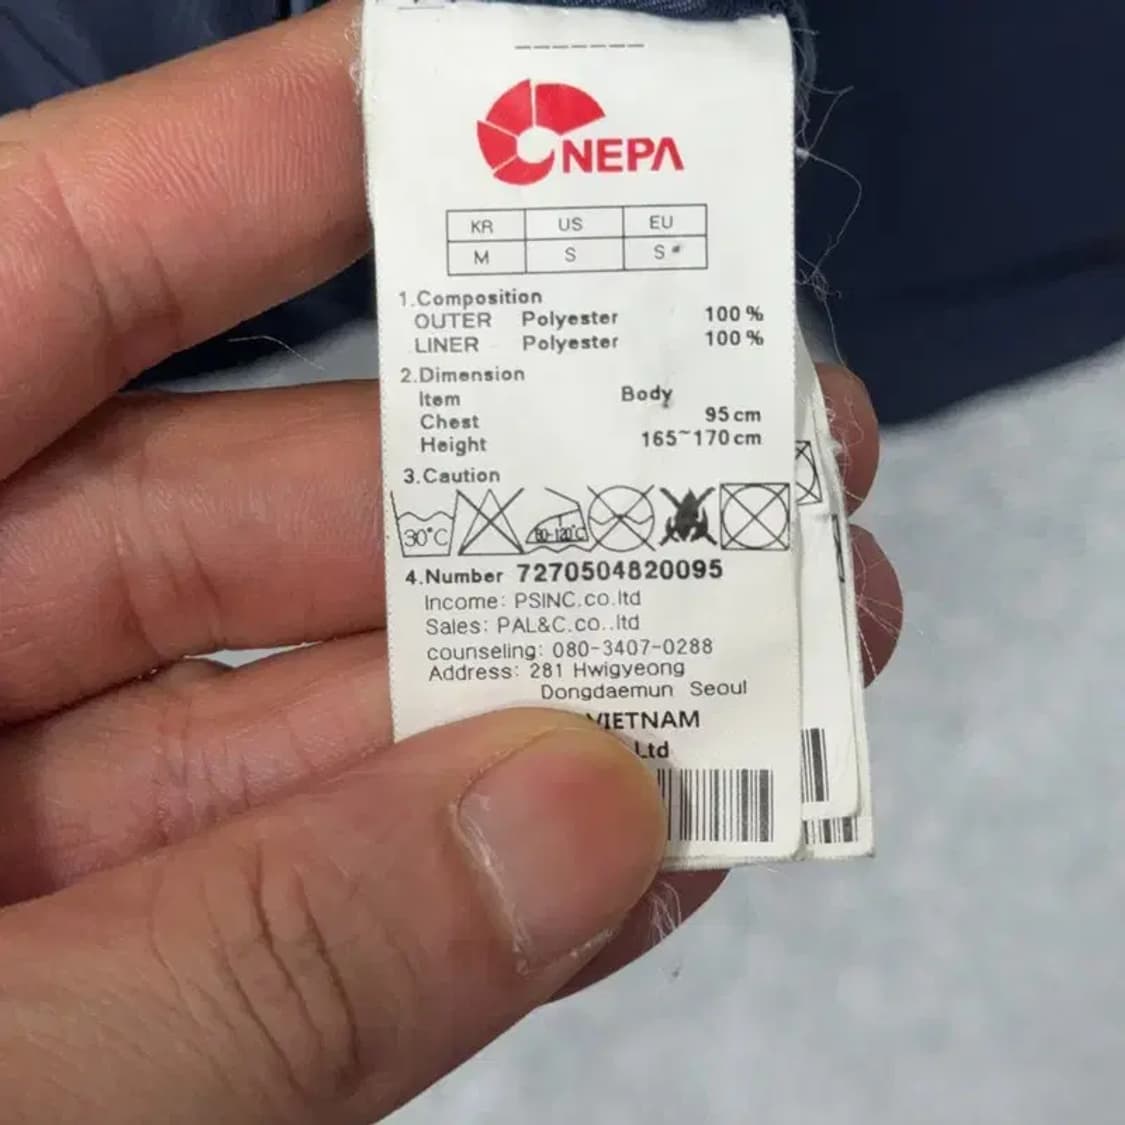 NEPA
KR US EU
M S S
1.Composition
OUTER Polyester 100 %
LINER Polyester 100 %
2.Dimension
Item Body
Chest 95 cm
Height 165~170 cm
3.Caution
30°C 80-120°C
4.Number 7270504820095
Income: PSINC.co.ltd
Sales: PAL&C.co..ltd
counseling: 080-3407-0288
Address: 281 Hwigyeong
Dongdaemun Seoul
VIETNAM
Ltd